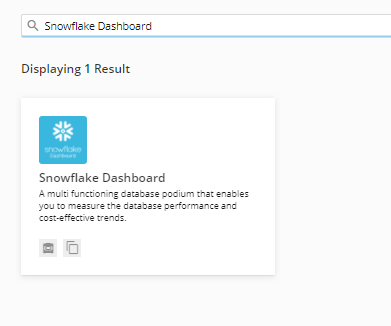 Snowflake Dashboard
Displaying 1 Result
snowflake
Dashboard
Snowflake Dashboard
A multi functioning database podium that enables
you to measure the database performance and
cost-effective trends.